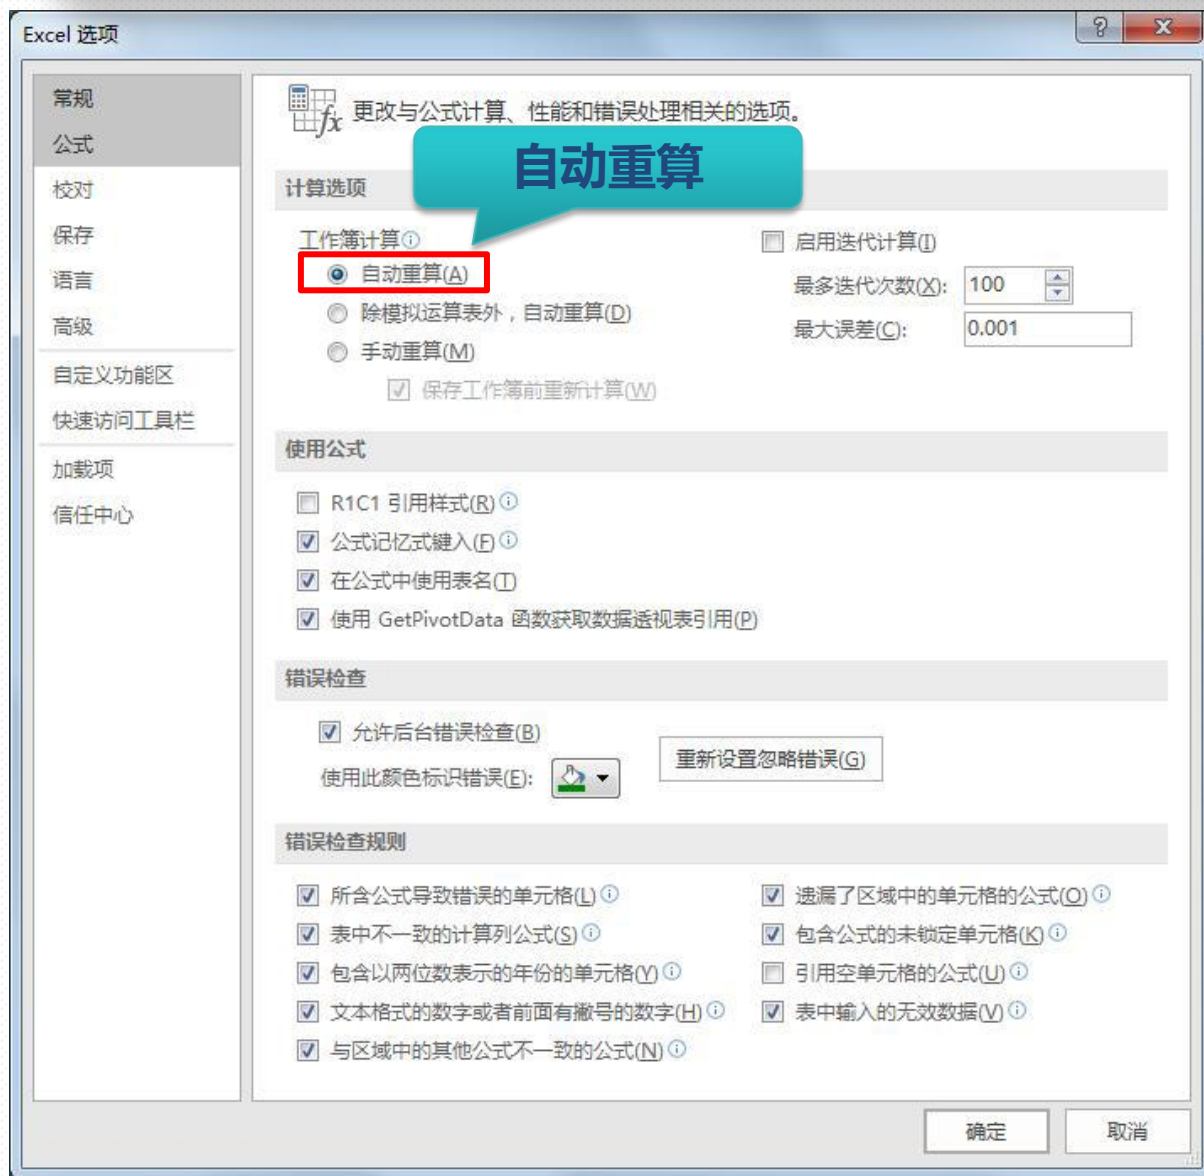 Excel 选项
常规
公式
校对
保存
语言
高级
自定义功能区
快速访问工具栏
加载项
信任中心
更改与公式计算、性能和错误处理相关的选项。
自动重算
计算选项
工作簿计算
自动重算(A)
除模拟运算表外，自动重算(D)
手动重算(M)
保存工作簿前重新计算(W)
启用迭代计算(I)
最多迭代次数(X): 100
最大误差(C): 0.001
使用公式
R1C1 引用样式(R)
公式记忆式键入(F)
在公式中使用表名(T)
使用 GetPivotData 函数获取数据透视表引用(P)
错误检查
允许后台错误检查(B)
使用此颜色标识错误(E):
重新设置忽略错误(G)
错误检查规则
所含公式导致错误的单元格(L)
表中不一致的计算列公式(S)
包含以两位数表示的年份的单元格(Y)
文本格式的数字或者前面有撇号的数字(H)
与区域中的其他公式不一致的公式(N)
遗漏了区域中的单元格的公式(O)
包含公式的未锁定单元格(K)
引用空单元格的公式(U)
表中输入的无效数据(V)
确定
取消